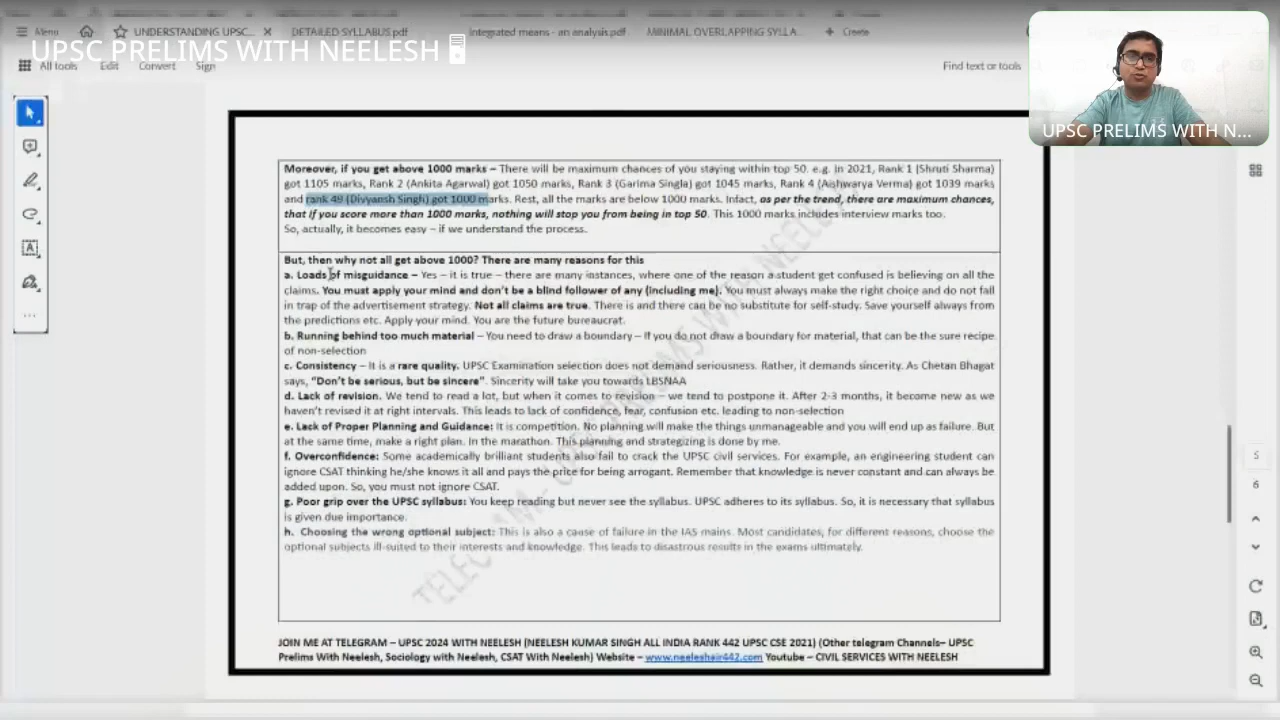 Menu UNDERSTANDING UPSC... DETAILED SYLLABUS.pdf Integrated means - an analysis.pdf MINIMAL OVERLAPPING SYLLA... Create
UPSC PRELIMS WITH NEELESH
All tools Edit Convert Sign Find text or tools
UPSC PRELIMS WITH N...
Moreover, if you get above 1000 marks – There will be maximum chances of you staying within top 50. e.g. in 2021, Rank 1 (Shruti Sharma)
got 1105 marks, Rank 2 (Ankita Agarwal) got 1050 marks, Rank 3 (Garima Singla) got 1045 marks, Rank 4 (Aishwarya Verma) got 1039 marks
and rank 49 (Divyansh Singh) got 1000 marks. Rest, all the marks are below 1000 marks. Infact, as per the trend, there are maximum chances,
that if you score more than 1000 marks, nothing will stop you from being in top 50. This 1000 marks includes interview marks too.
So, actually, it becomes easy – if we understand the process.
But, then why not all get above 1000? There are many reasons for this
a. Loads of misguidance – Yes – it is true – there are many instances, where one of the reason a student get confused is believing on all the
claims. You must apply your mind and don't be a blind follower of any (including me). You must always make the right choice and do not fall
in trap of the advertisement strategy. Not all claims are true. There is and there can be no substitute for self-study. Save yourself always from
the predictions etc. Apply your mind. You are the future bureaucrat.
b. Running behind too much material – You need to draw a boundary – If you do not draw a boundary for material, that can be the sure recipe
of non-selection
c. Consistency – It is a rare quality. UPSC Examination selection does not demand seriousness. Rather, it demands sincerity. As Chetan Bhagat
says, "Don't be serious, but be sincere". Sincerity will take you towards LBSNAA
d. Lack of revision. We tend to read a lot, but when it comes to revision – we tend to postpone it. After 2-3 months, it become new as we
haven't revised it at right intervals. This leads to lack of confidence, fear, confusion etc. leading to non-selection
e. Lack of Proper Planning and Guidance: It is competition. No planning will make the things unmanageable and you will end up as failure. But
at the same time, make a right plan. In the marathon. This planning and strategizing is done by me.
f. Overconfidence: Some academically brilliant students also fail to crack the UPSC civil services. For example, an engineering student can
ignore CSAT thinking he/she knows it all and pays the price for being arrogant. Remember that knowledge is never constant and can always be
added upon. So, you must not ignore CSAT.
g. Poor grip over the UPSC syllabus: You keep reading but never see the syllabus. UPSC adheres to its syllabus. So, it is necessary that syllabus
is given due importance.
h. Choosing the wrong optional subject: This is also a cause of failure in the IAS mains. Most candidates, for different reasons, choose the
optional subjects ill-suited to their interests and knowledge. This leads to disastrous results in the exams ultimately.
JOIN ME AT TELEGRAM – UPSC 2024 WITH NEELESH (NEELESH KUMAR SINGH ALL INDIA RANK 442 UPSC CSE 2021) (Other telegram Channels– UPSC
Prelims With Neelesh, Sociology with Neelesh, CSAT With Neelesh) Website – www.neeleshair442.com Youtube – CIVIL SERVICES WITH NEELESH
5
6